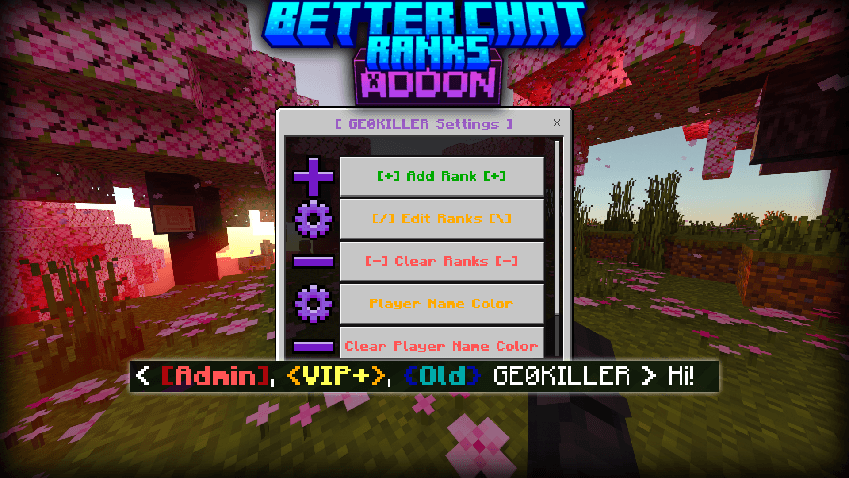 BETTER CHAT
RANKS
ADDON
[ GE0KILLER Settings ]
x
[+] Add Rank [+]
[/] Edit Ranks [\]
[-] Clear Ranks [-]
Player Name Color
Clear Player Name Color
< [Admin], <VIP+>, (Old) GE0KILLER > Hi!